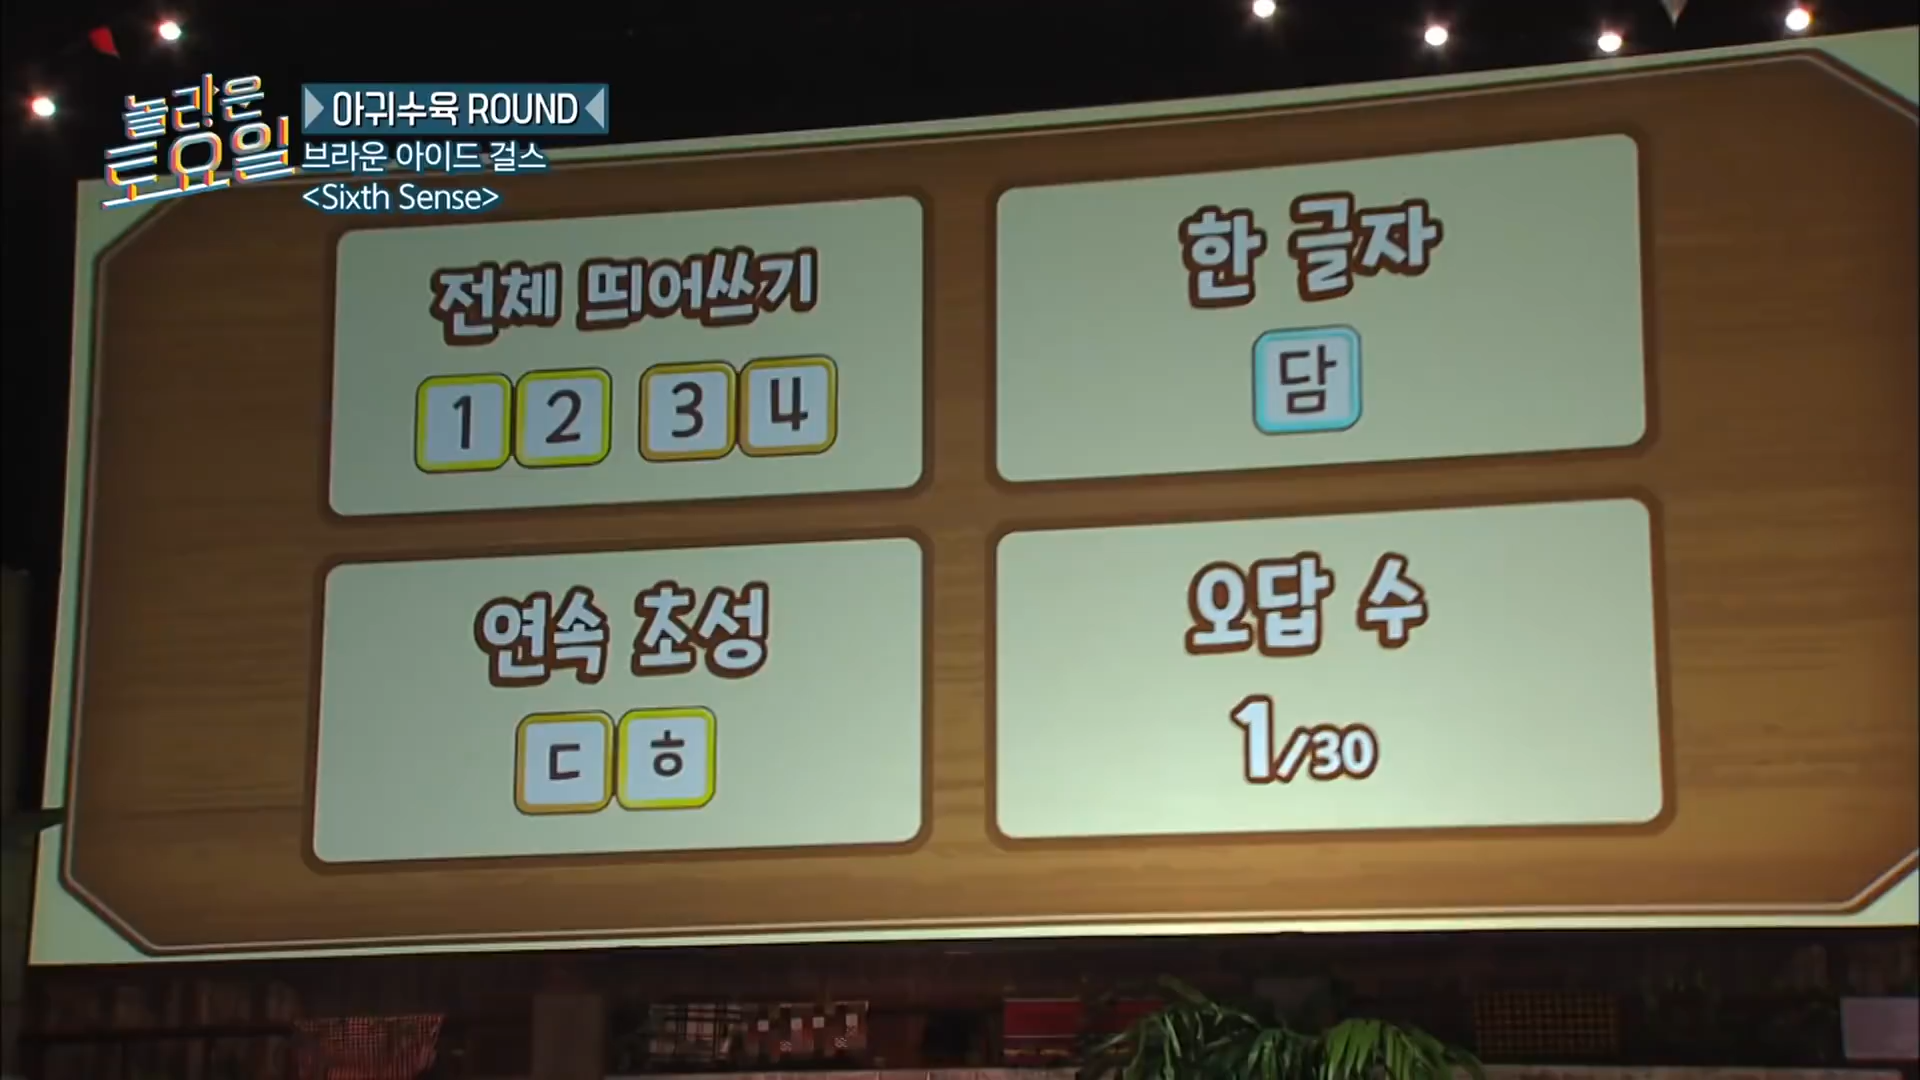 놀라운
토요일
아귀수육 ROUND
브라운 아이드 걸스
<Sixth Sense>
전체 띄어쓰기
1 2 3 4
한 글자
담
연속 초성
ㄷ ㅎ
오답 수
1/30